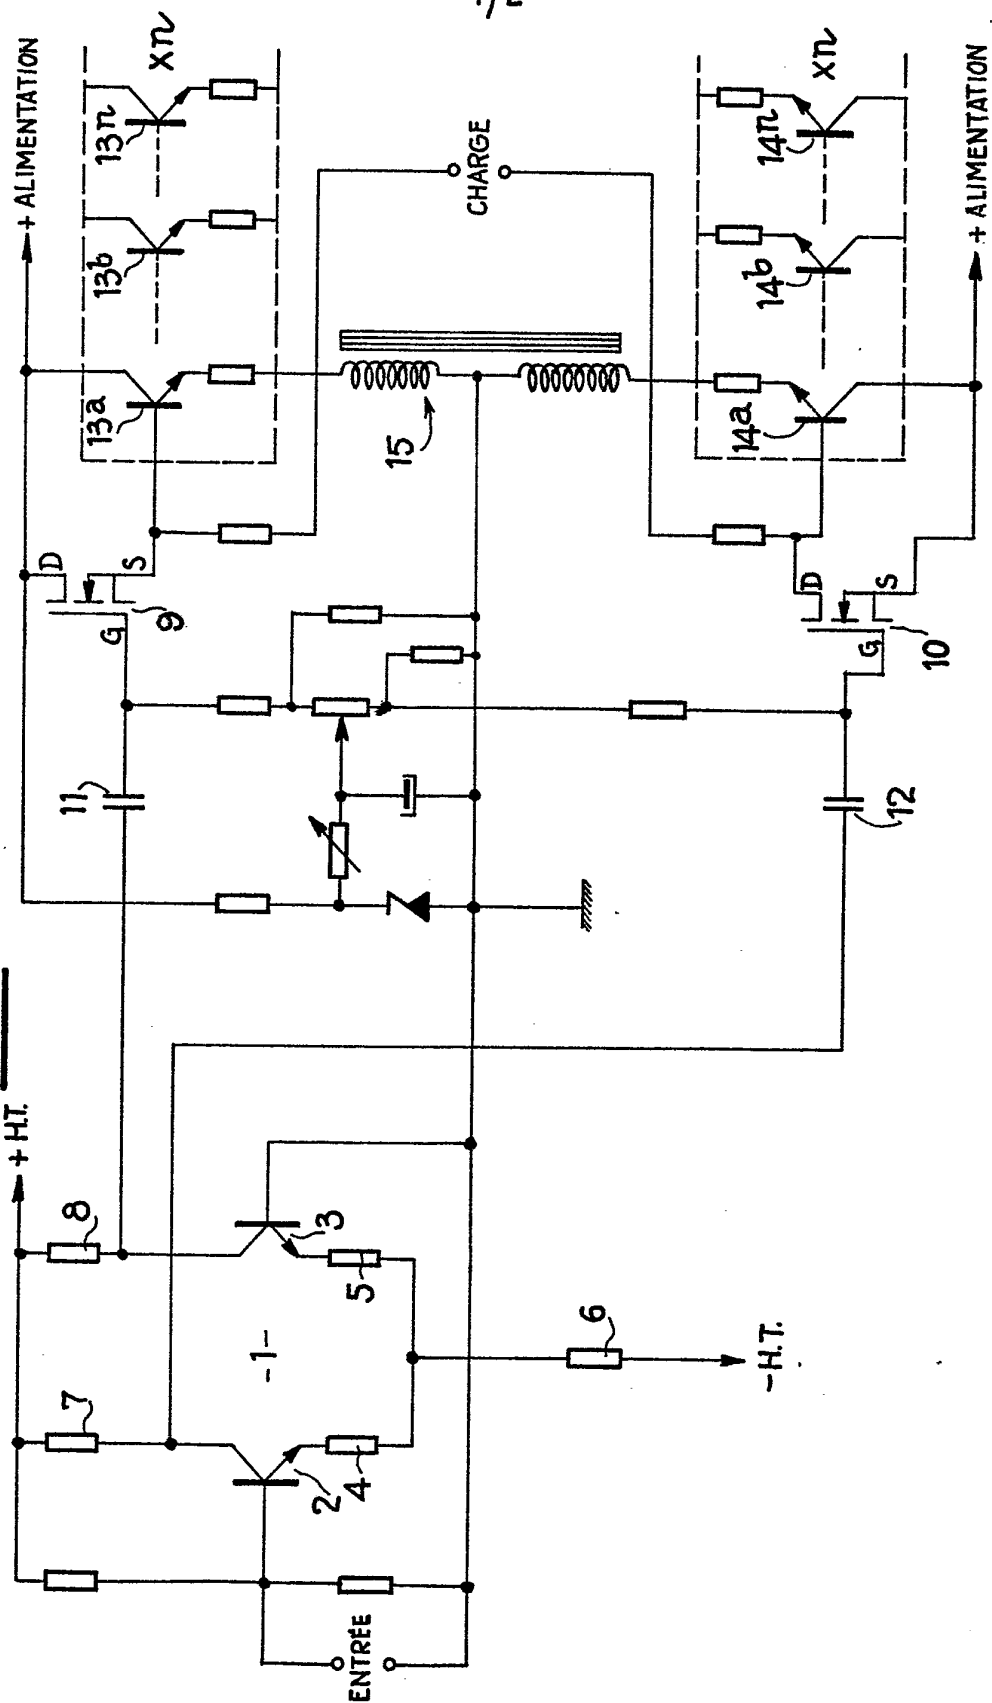 + H.T.
+ ALIMENTATION
7
8
11
9
G
D
S
13a
13b
13n
xn
-1-
2
3
4
5
6
- H.T.
ENTRÉE
15
CHARGE
12
10
G
D
S
14a
14b
14n
xn
+ ALIMENTATION